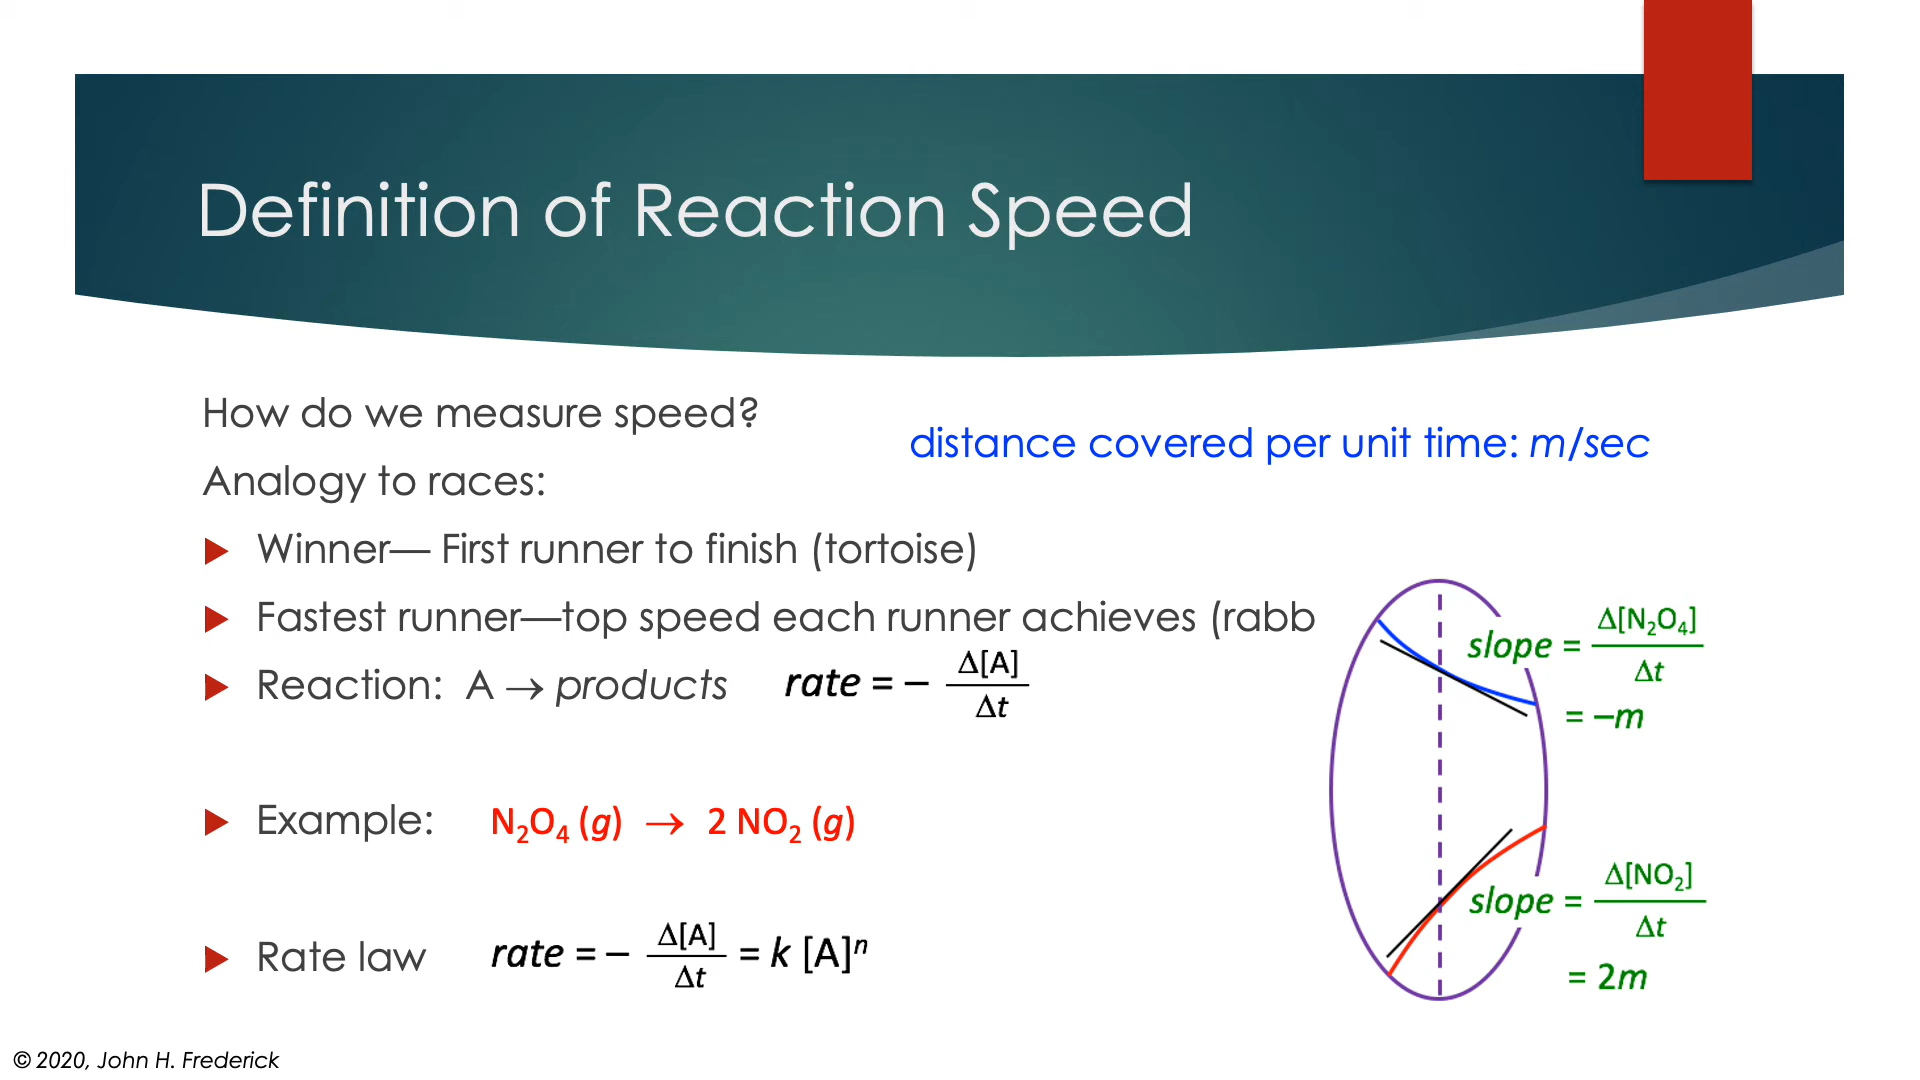 Definition of Reaction Speed
How do we measure speed?
distance covered per unit time: m/sec
Analogy to races:
Winner— First runner to finish (tortoise)
Fastest runner—top speed each runner achieves (rabb
Reaction: A → products rate = – Δ[A]/Δt
Example: N₂O₄ (g) → 2 NO₂ (g)
Rate law rate = – Δ[A]/Δt = k [A]ⁿ
slope = Δ[N₂O₄]/Δt
= –m
slope = Δ[NO₂]/Δt
= 2m
© 2020, John H. Frederick